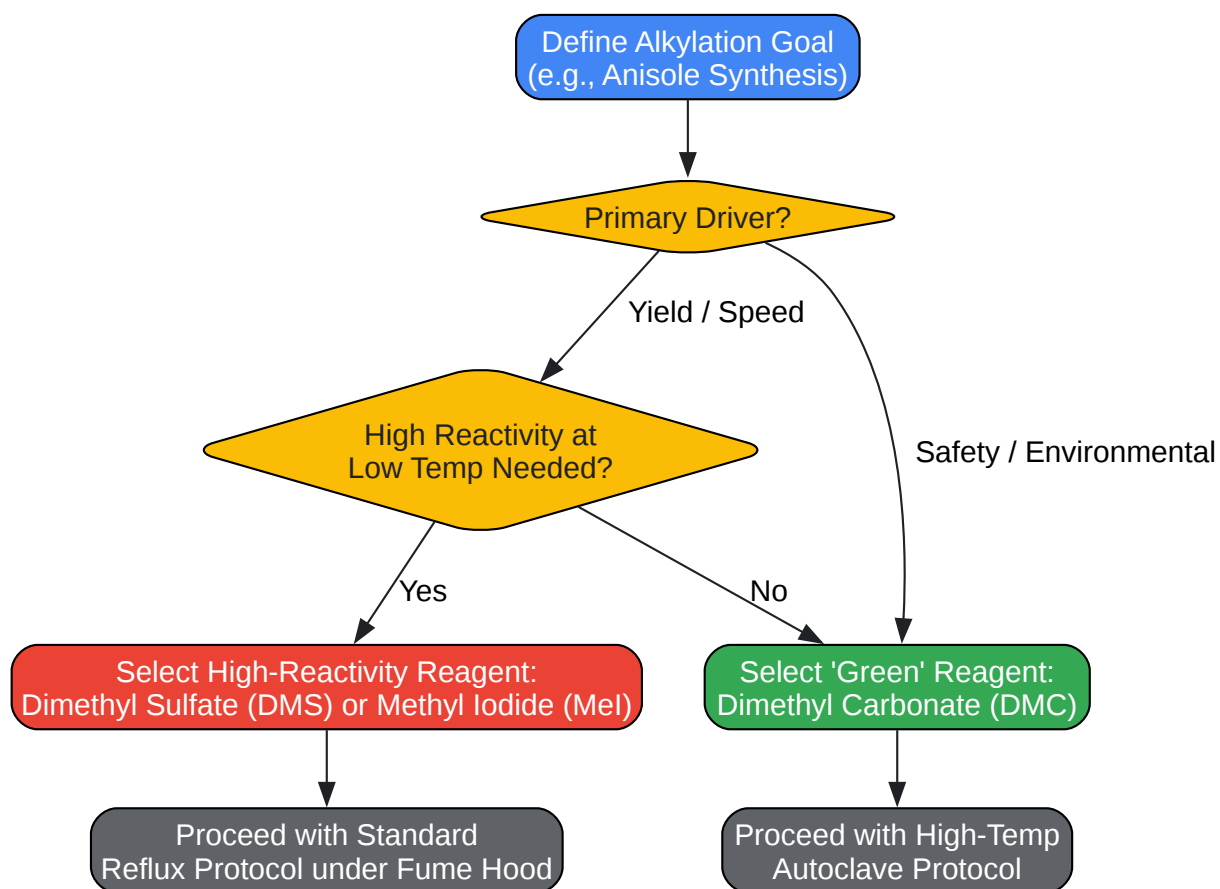 Define Alkylation Goal
(e.g., Anisole Synthesis)
Primary Driver?
Yield / Speed
High Reactivity at
Low Temp Needed?
Safety / Environmental
Yes
No
Select High-Reactivity Reagent:
Dimethyl Sulfate (DMS) or Methyl Iodide (MeI)
Select 'Green' Reagent:
Dimethyl Carbonate (DMC)
Proceed with Standard
Reflux Protocol under Fume Hood
Proceed with High-Temp
Autoclave Protocol